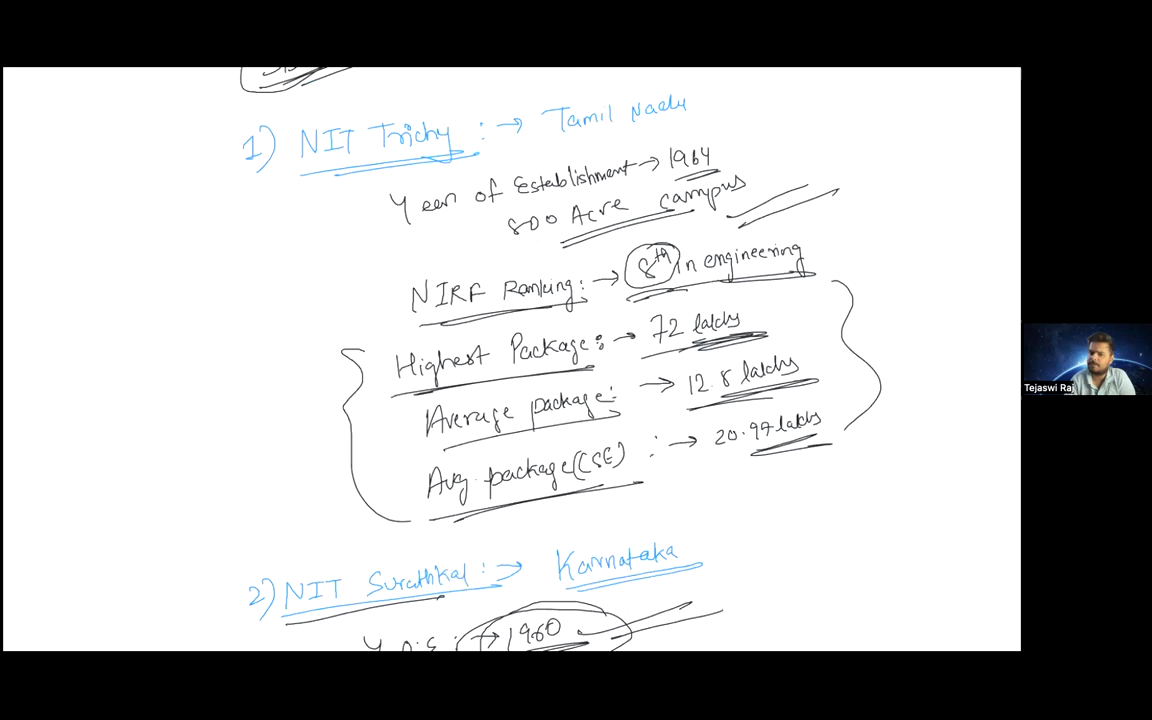 1) NIT Trichy :→ Tamil Nadu
Year of Establishment → 1964
800 Acre campus
NIRF Ranking: → 8th in engineering
Highest Package: → 72 lakhs
Average package: → 12.8 lakhs
Avg. package(CSE) : → 20.97 lakhs
Tejaswi Raj
2) NIT Surathkal :→ Karnataka
Y.O.E : → 1960